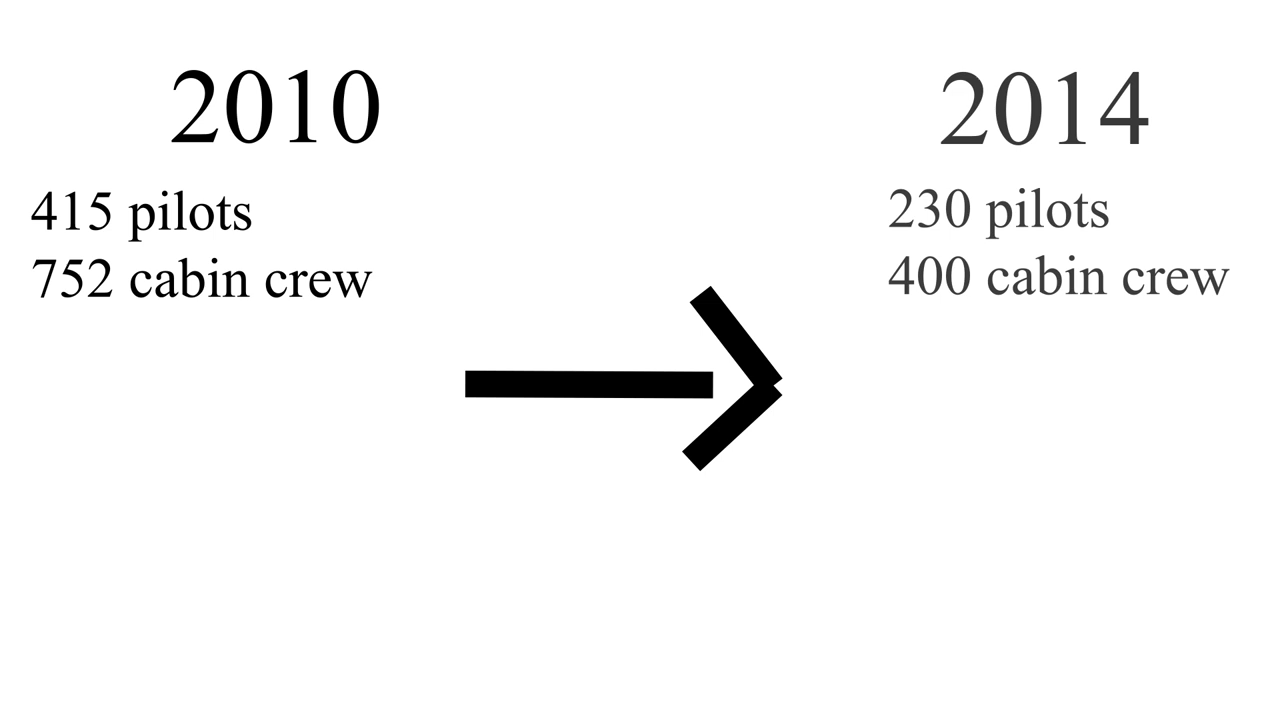 2010
415 pilots
752 cabin crew
2014
230 pilots
400 cabin crew